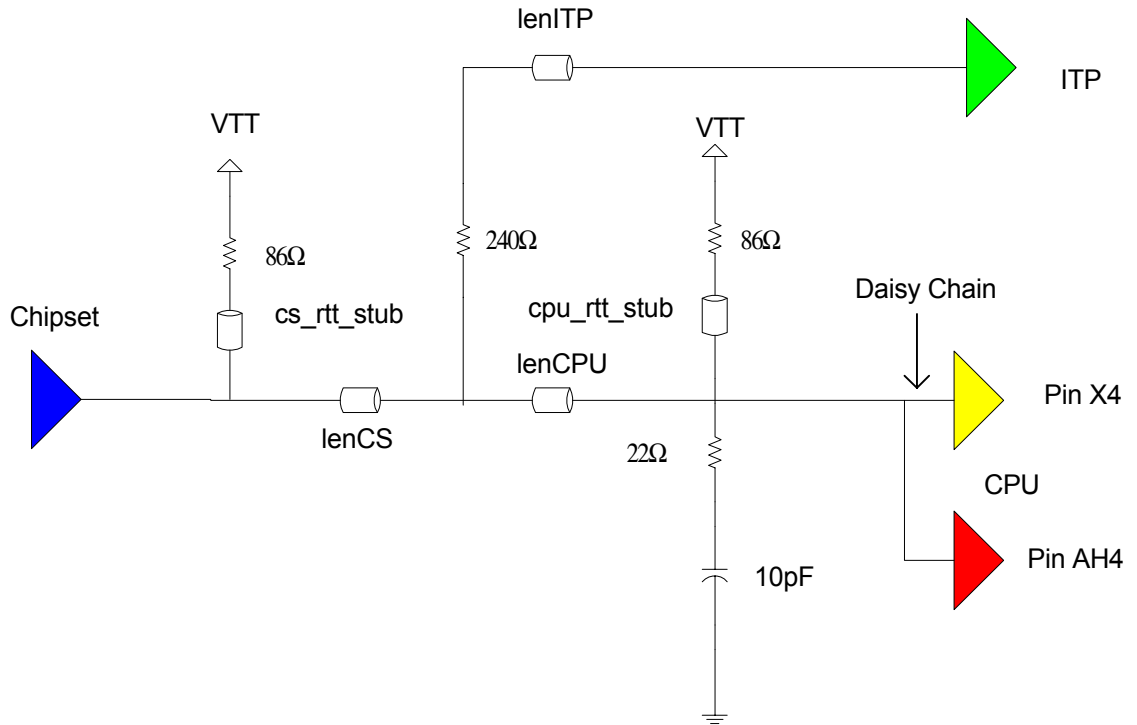 lenITP
ITP
VTT
VTT
240Ω
86Ω
86Ω
Daisy Chain
Chipset
cs_rtt_stub
cpu_rtt_stub
lenCPU
Pin X4
lenCS
22Ω
CPU
Pin AH4
10pF